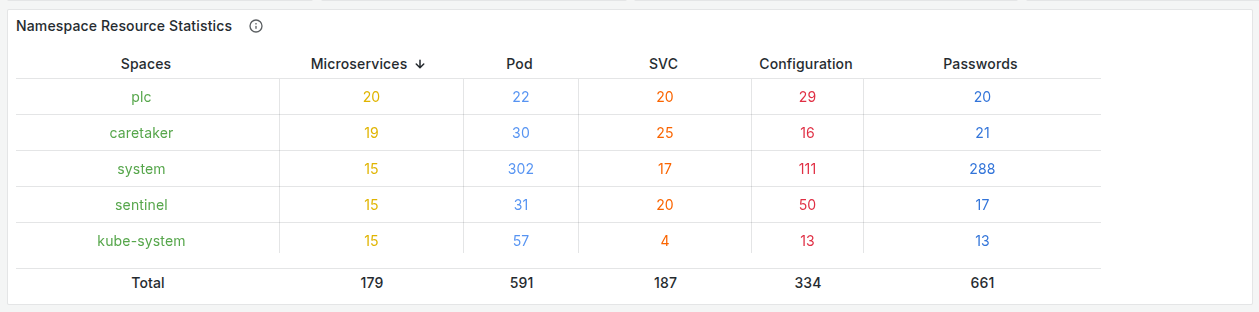 Namespace Resource Statistics
Spaces Microservices ↓ Pod SVC Configuration Passwords
plc 20 22 20 29 20
caretaker 19 30 25 16 21
system 15 302 17 111 288
sentinel 15 31 20 50 17
kube-system 15 57 4 13 13
Total 179 591 187 334 661